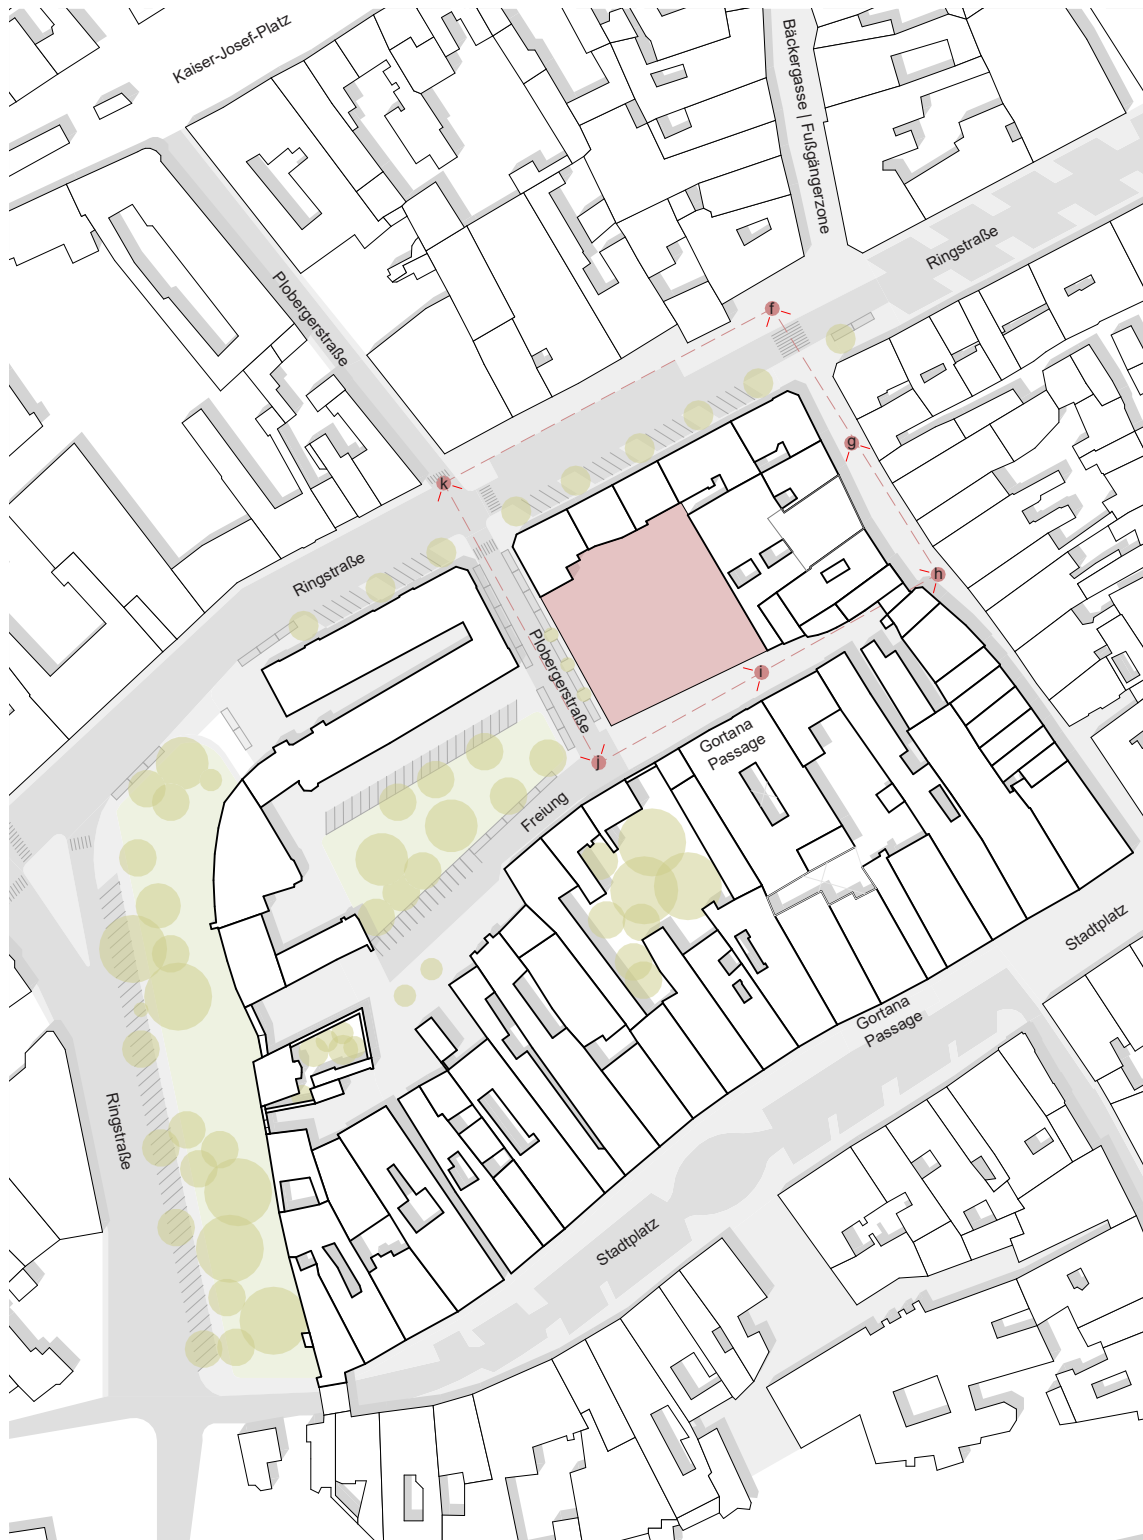 Kaiser-Josef-Platz
Bäckergasse | Fußgängerzone
Ringstraße
Plobergerstraße
f
g
k
Ringstraße
h
Plobergerstraße
i
j
Gortana
Passage
Freiung
Stadtplatz
Gortana
Passage
Ringstraße
Stadtplatz